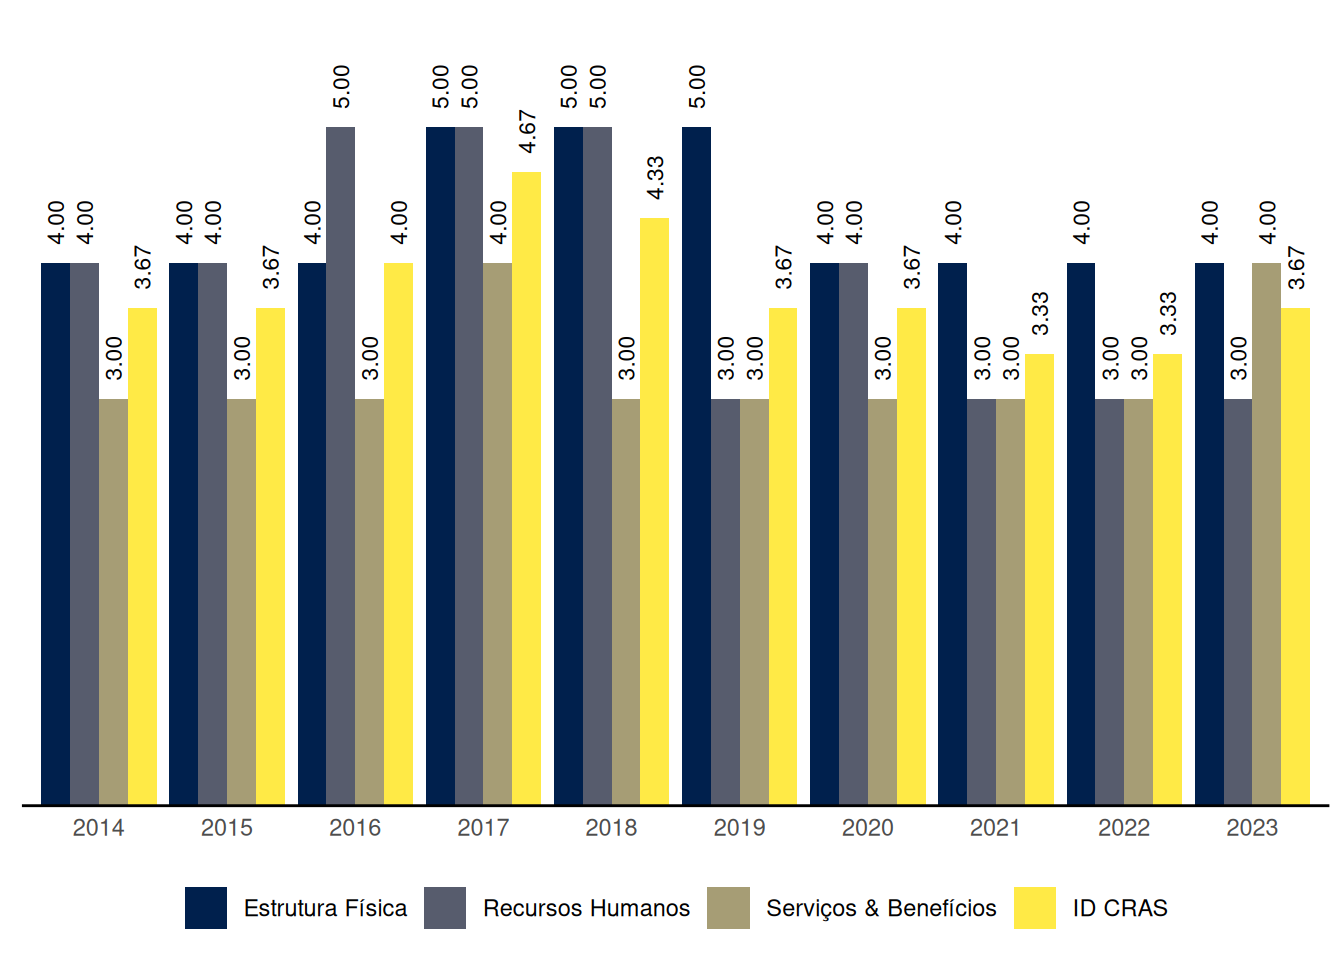 4.00 4.00 3.00 3.67
4.00 4.00 3.00 3.67
4.00 5.00 3.00 4.00
5.00 5.00 4.00 4.67
5.00 5.00 3.00 4.33
5.00 3.00 3.00 3.67
4.00 4.00 3.00 3.67
4.00 3.00 3.00 3.33
4.00 3.00 3.00 3.33
4.00 3.00 4.00 3.67
2014 2015 2016 2017 2018 2019 2020 2021 2022 2023
Estrutura Física Recursos Humanos Serviços & Benefícios ID CRAS